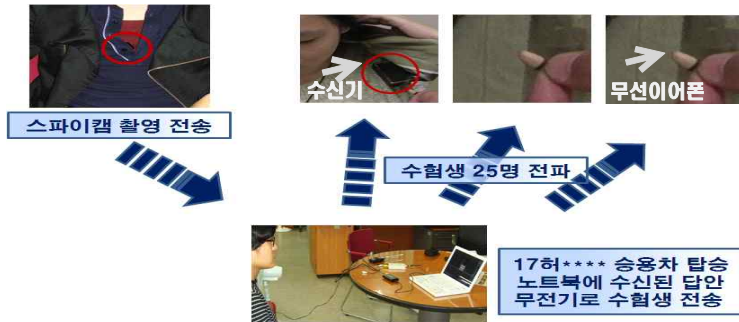 수신기
무선이어폰
스파이캠 촬영 전송
수험생 25명 전파
17허**** 승용차 탑승
노트북에 수신된 답안
무전기로 수험생 전송